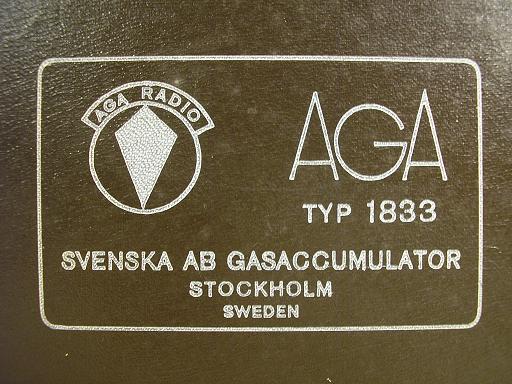 AGA RADIO
AGA
TYP 1833
SVENSKA AB GASACCUMULATOR
STOCKHOLM
SWEDEN